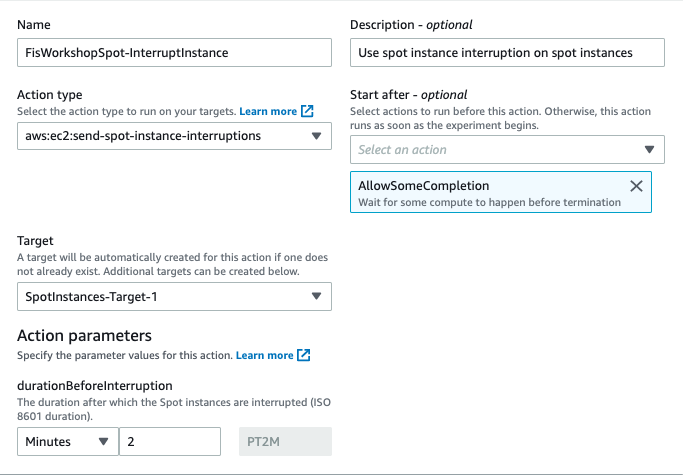 Name
FisWorkshopSpot-InterruptInstance
Description - optional
Use spot instance interruption on spot instances
Action type
Select the action type to run on your targets. Learn more
aws:ec2:send-spot-instance-interruptions
Start after - optional
Select actions to run before this action. Otherwise, this action
runs as soon as the experiment begins.
Select an action
AllowSomeCompletion
Wait for some compute to happen before termination
Target
A target will be automatically created for this action if one does
not already exist. Additional targets can be created below.
SpotInstances-Target-1
Action parameters
Specify the parameter values for this action. Learn more
durationBeforeInterruption
The duration after which the Spot instances are interrupted (ISO
8601 duration).
Minutes 2 PT2M